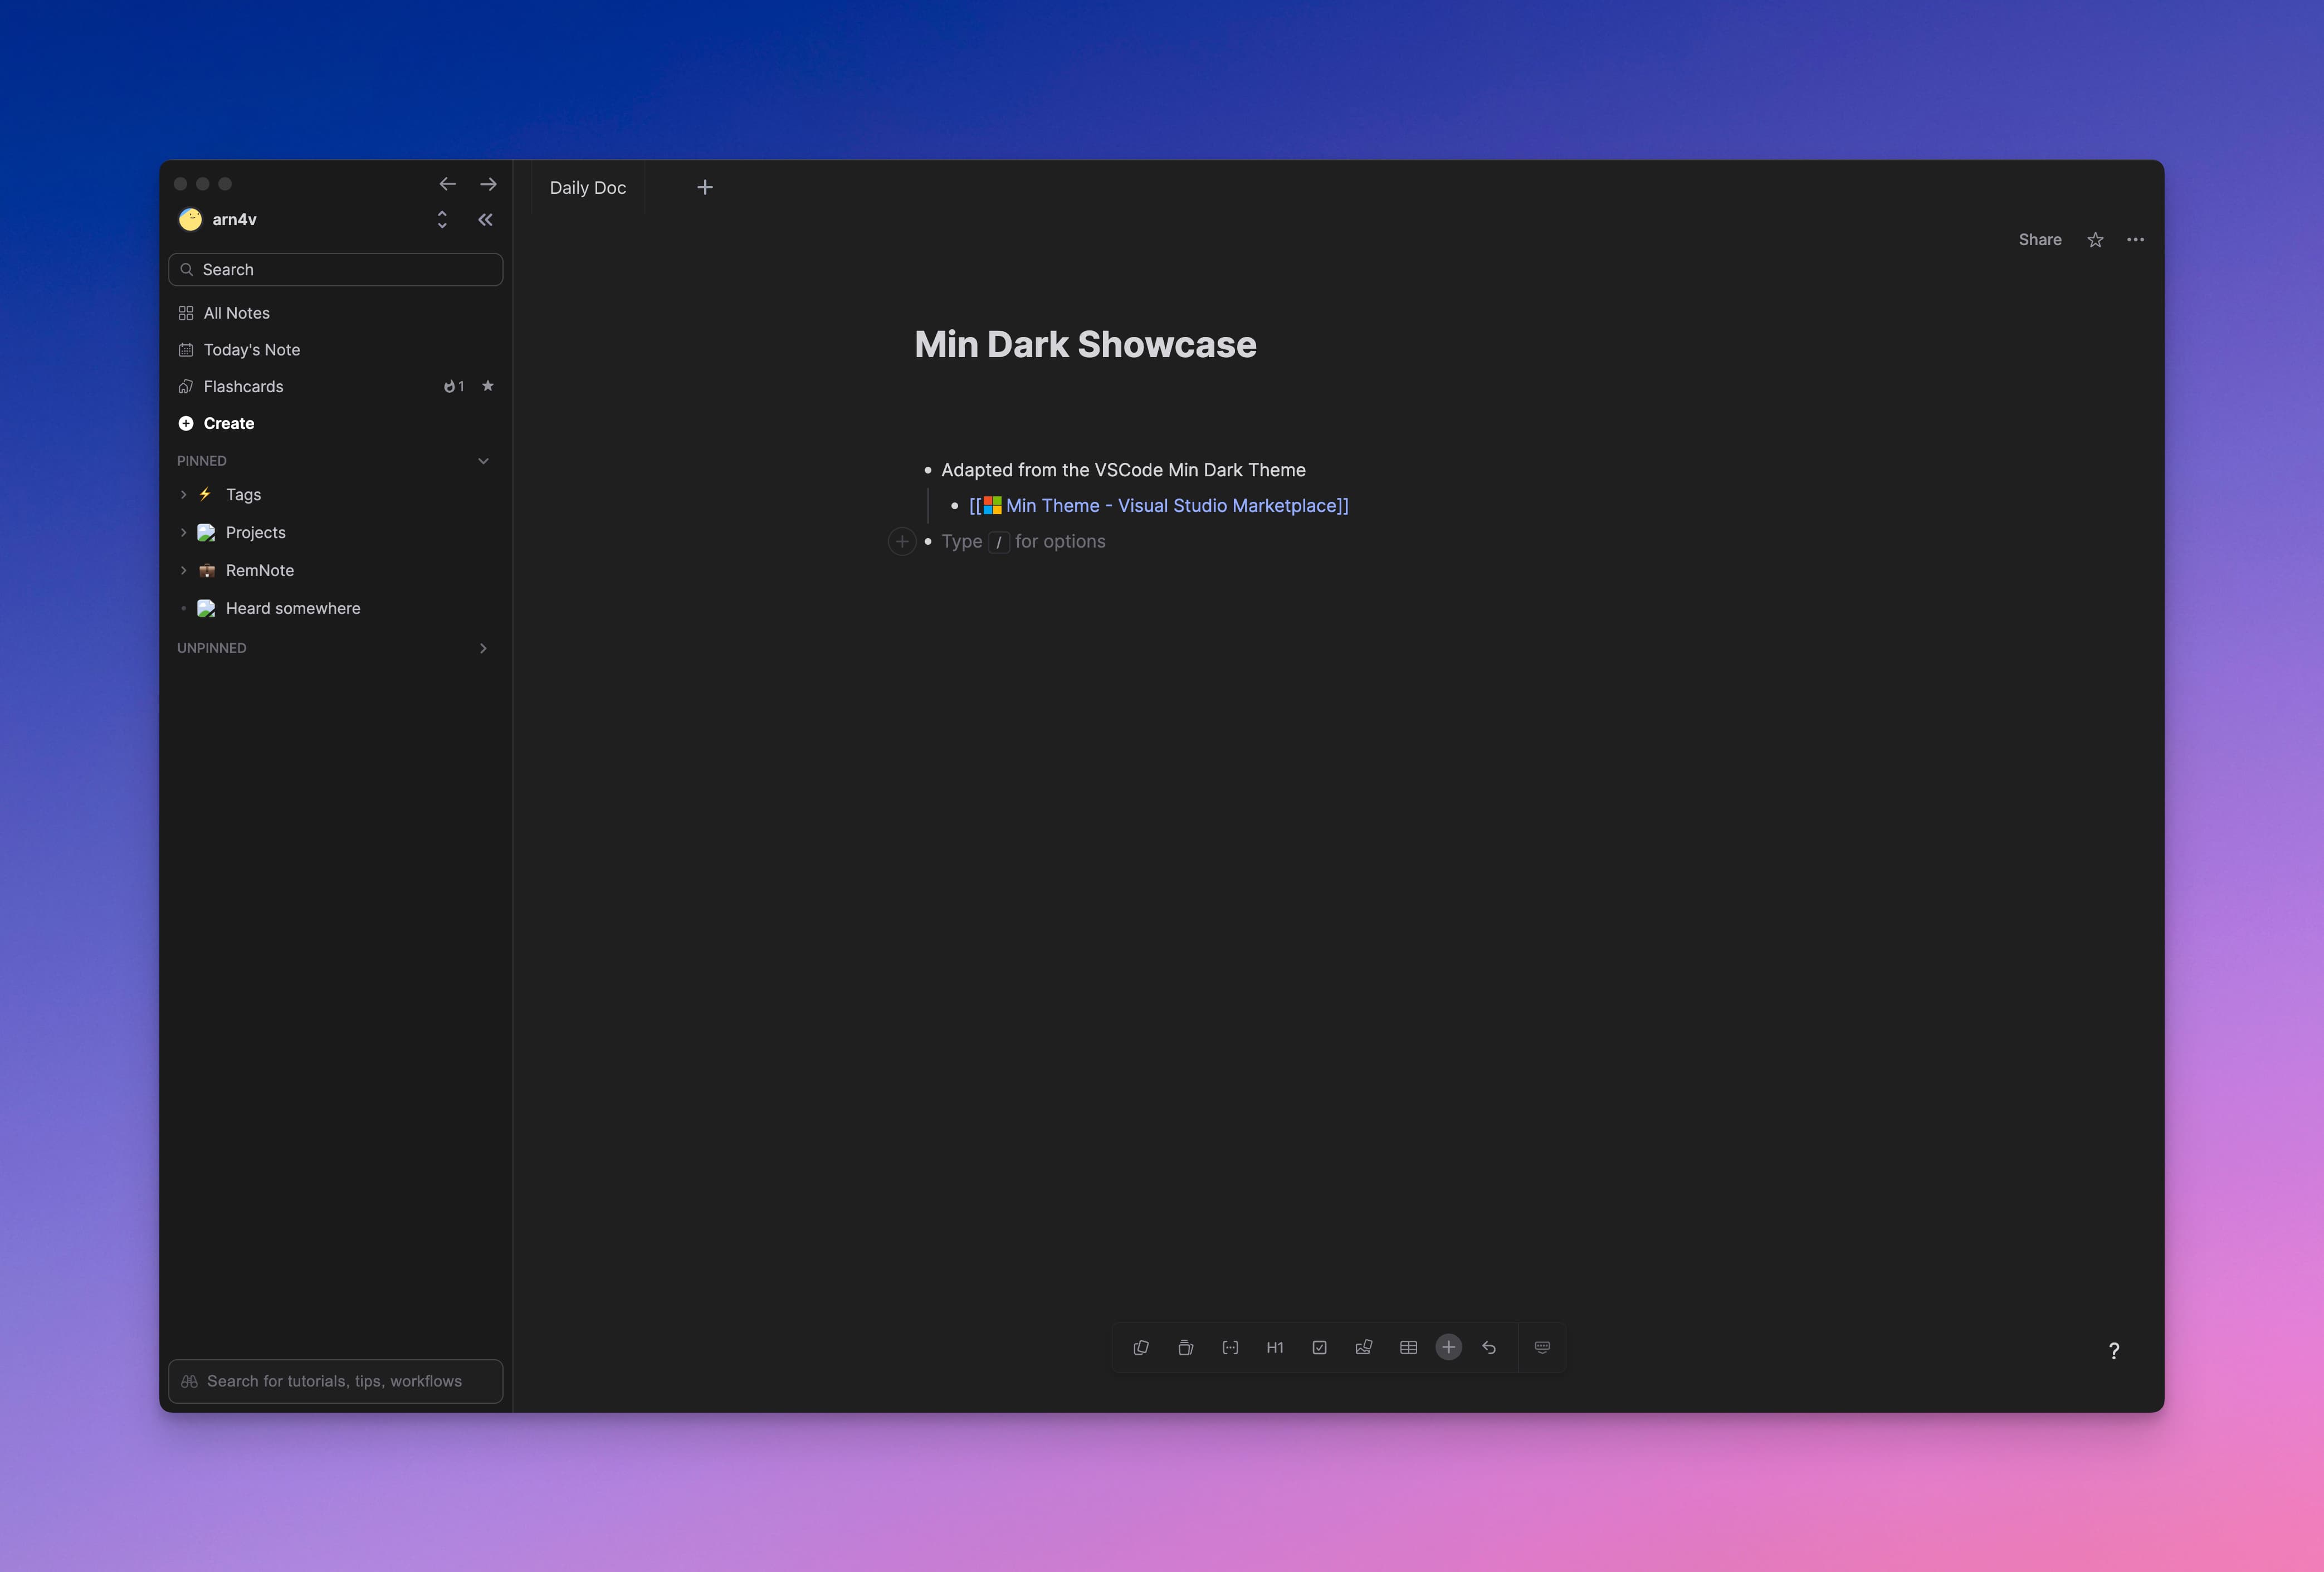 Daily Doc
arn4v
Share
Search
All Notes
Today's Note
Flashcards 1
Create
PINNED
Tags
Projects
RemNote
Heard somewhere
UNPINNED
Min Dark Showcase
Adapted from the VSCode Min Dark Theme
[[Min Theme - Visual Studio Marketplace]]
Type / for options
H1
?
Search for tutorials, tips, workflows